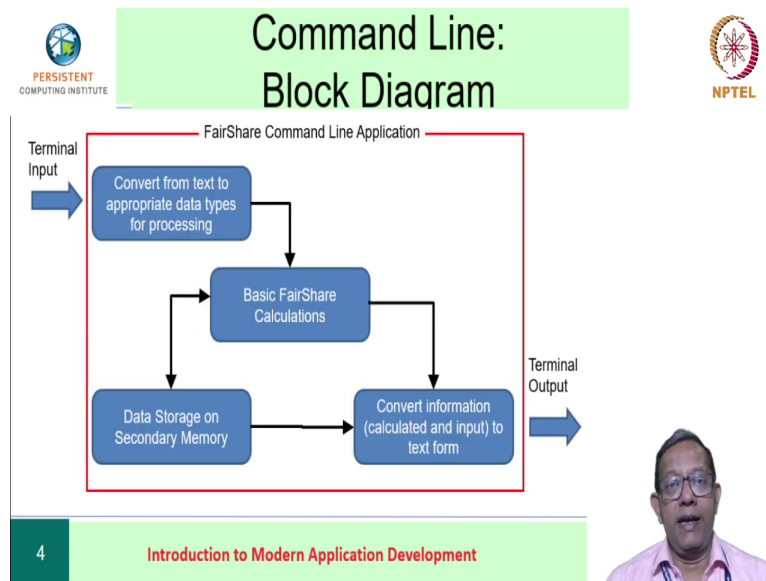 Command Line:
Block Diagram
PERSISTENT
COMPUTING INSTITUTE
NPTEL
FairShare Command Line Application
Terminal
Input
Convert from text to
appropriate data types
for processing
Basic FairShare
Calculations
Data Storage on
Secondary Memory
Convert information
(calculated and input) to
text form
Terminal
Output
4
Introduction to Modern Application Development